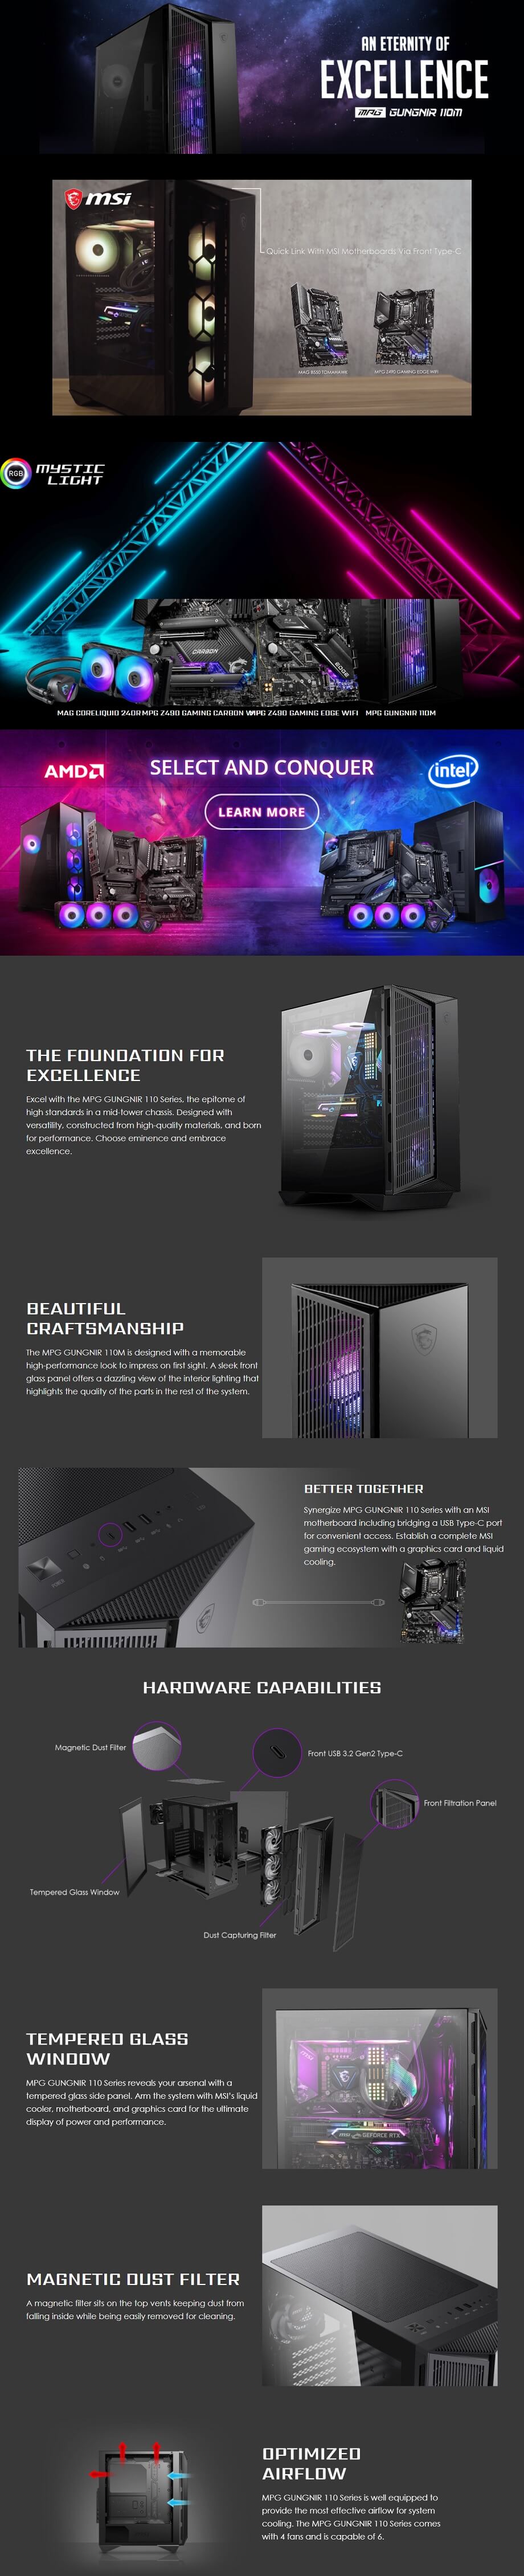 AN ETERNITY OF
EXCELLENCE
MPG GUNGNIR 110M
msi
Quick Link With MSI Motherboards Via Front Type-C
MAG B550 TOMAHAWK
MPG Z490 GAMING EDGE WIFI
RGB
MYSTIC
LIGHT
CARBON
EDGE
MAG CORELIQUID 240R
MPG Z490 GAMING CARBON WIFI
MPG Z490 GAMING EDGE WIFI
MPG GUNGNIR 110M
AMD
SELECT AND CONQUER
intel
LEARN MORE
THE FOUNDATION FOR
EXCELLENCE
Excel with the MPG GUNGNIR 110 Series, the epitome of
high standards in a mid-tower chassis. Designed with
versatility, constructed from high-quality materials, and born
for performance. Choose eminence and embrace
excellence.
BEAUTIFUL
CRAFTSMANSHIP
The MPG GUNGNIR 110M is designed with a memorable
high-performance look to impress on first sight. A sleek front
glass panel offers a dazzling view of the interior lighting that
highlights the quality of the parts in the rest of the system.
BETTER TOGETHER
Synergize MPG GUNGNIR 110 Series with an MSI
motherboard including bridging a USB Type-C port
for convenient access. Establish a complete MSI
gaming ecosystem with a graphics card and liquid
cooling.
HARDWARE CAPABILITIES
Magnetic Dust Filter
Front USB 3.2 Gen2 Type-C
Front Filtration Panel
Tempered Glass Window
Dust Capturing Filter
TEMPERED GLASS
WINDOW
MPG GUNGNIR 110 Series reveals your arsenal with a
tempered glass side panel. Arm the system with MSI's liquid
cooler, motherboard, and graphics card for the ultimate
display of power and performance.
GEFORCE RTX
MAGNETIC DUST FILTER
A magnetic filter sits on the top vents keeping dust from
falling inside while being easily removed for cleaning.
OPTIMIZED
AIRFLOW
MPG GUNGNIR 110 Series is well equipped to
provide the most effective airflow for system
cooling. The MPG GUNGNIR 110 Series comes
with 4 fans and is capable of 6.